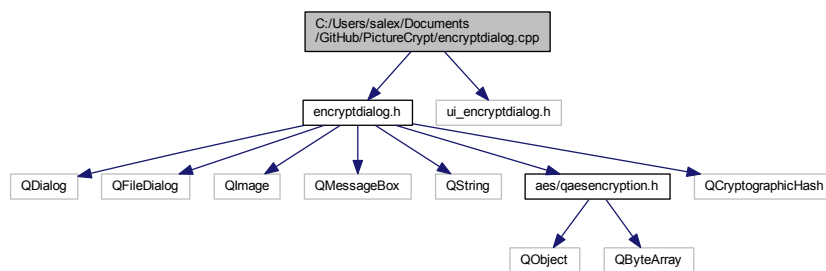 C:/Users/salex/Documents
/GitHub/PictureCrypt/encryptdialog.cpp
encryptdialog.h
ui_encryptdialog.h
QDialog
QFileDialog
QImage
QMessageBox
QString
aes/qaesencryption.h
QCryptographicHash
QObject
QByteArray